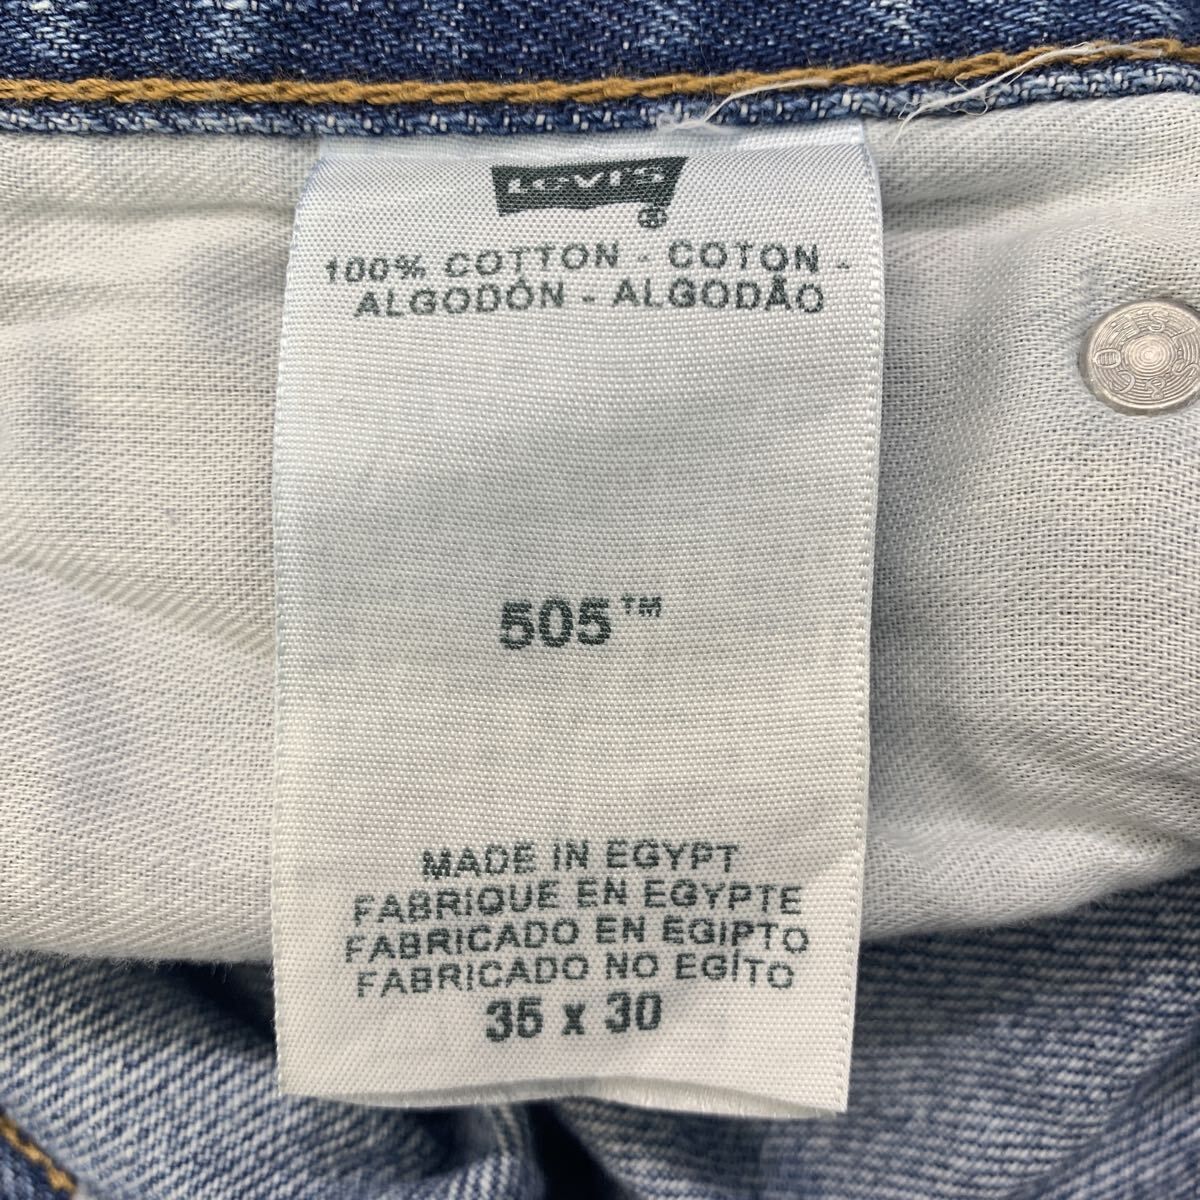 LEVI'S
®
100% COTTON - COTON -
ALGODÓN - ALGODÃO
505™
MADE IN EGYPT
FABRIQUE EN EGYPTE
FABRICADO EN EGIPTO
FABRICADO NO EGÍTO
35 x 30